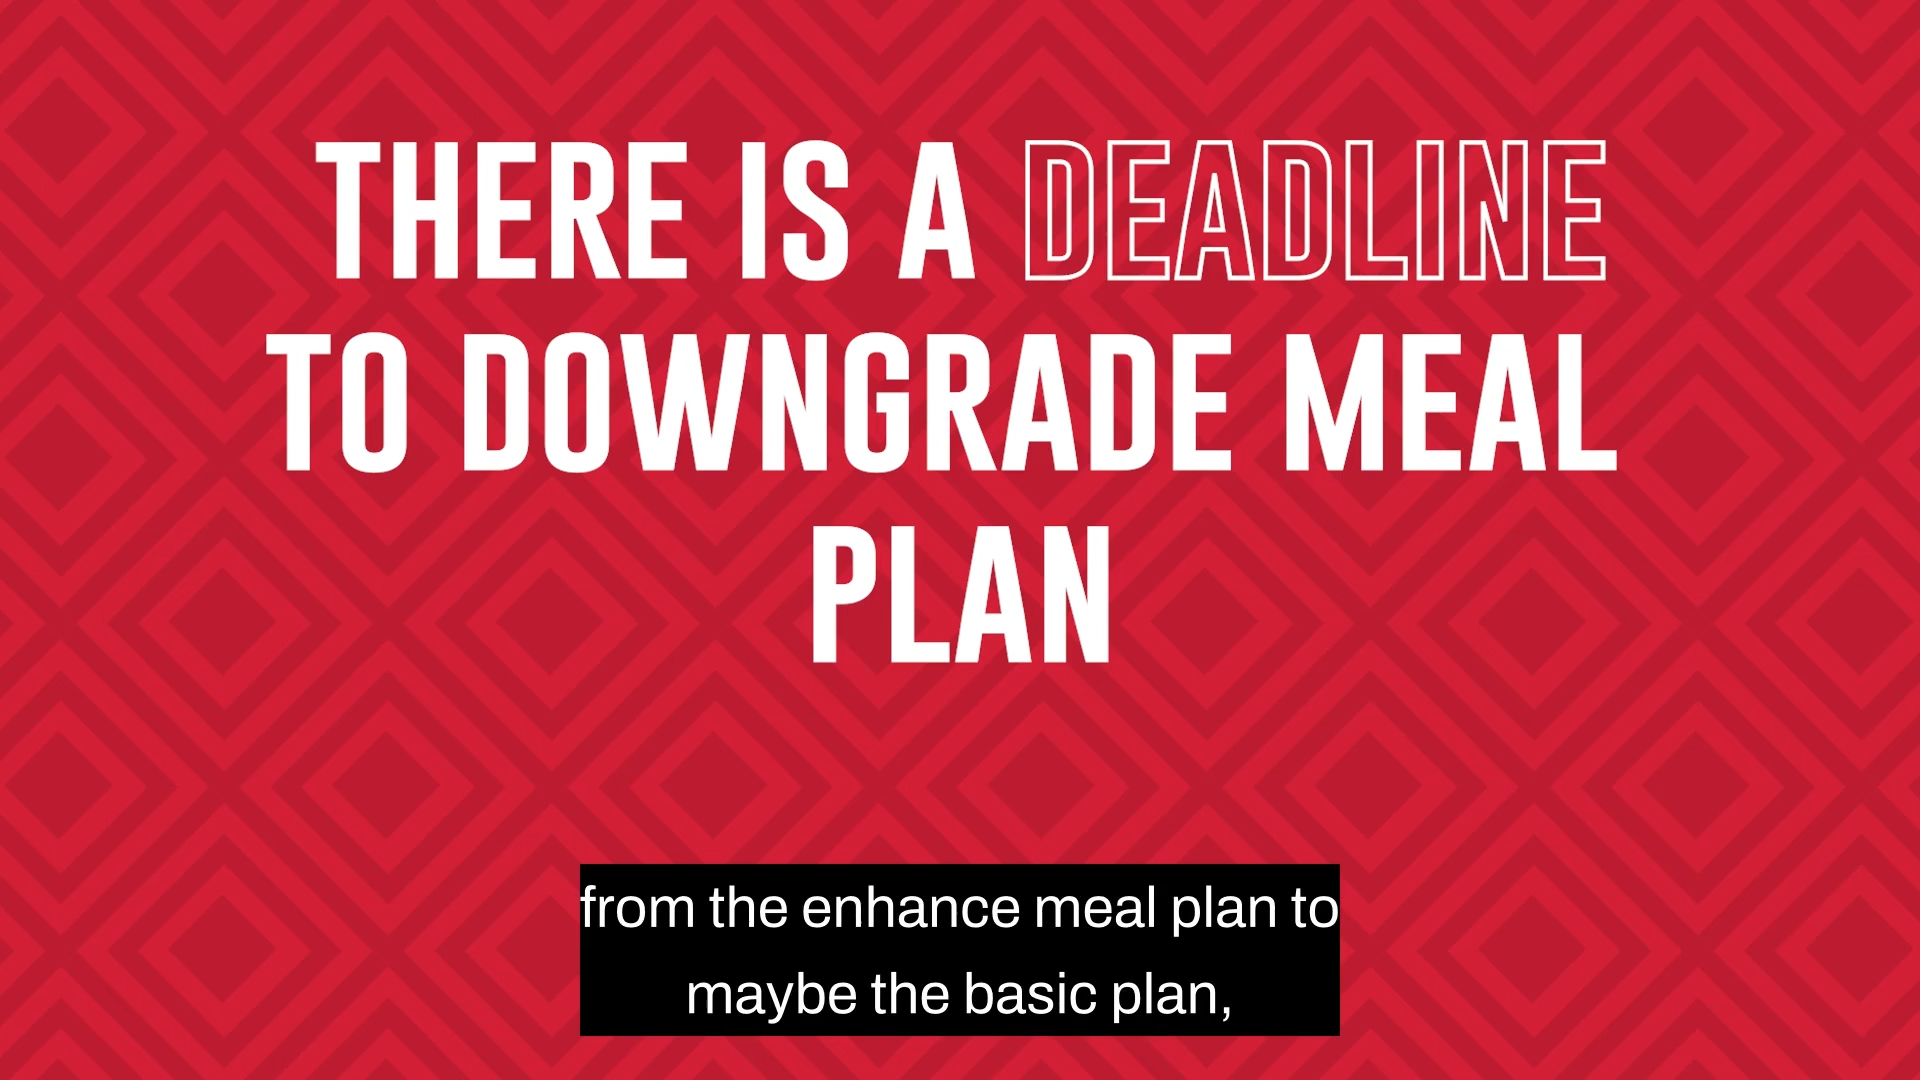 THERE IS A DEADLINE
TO DOWNGRADE MEAL
PLAN
from the enhance meal plan to
maybe the basic plan,